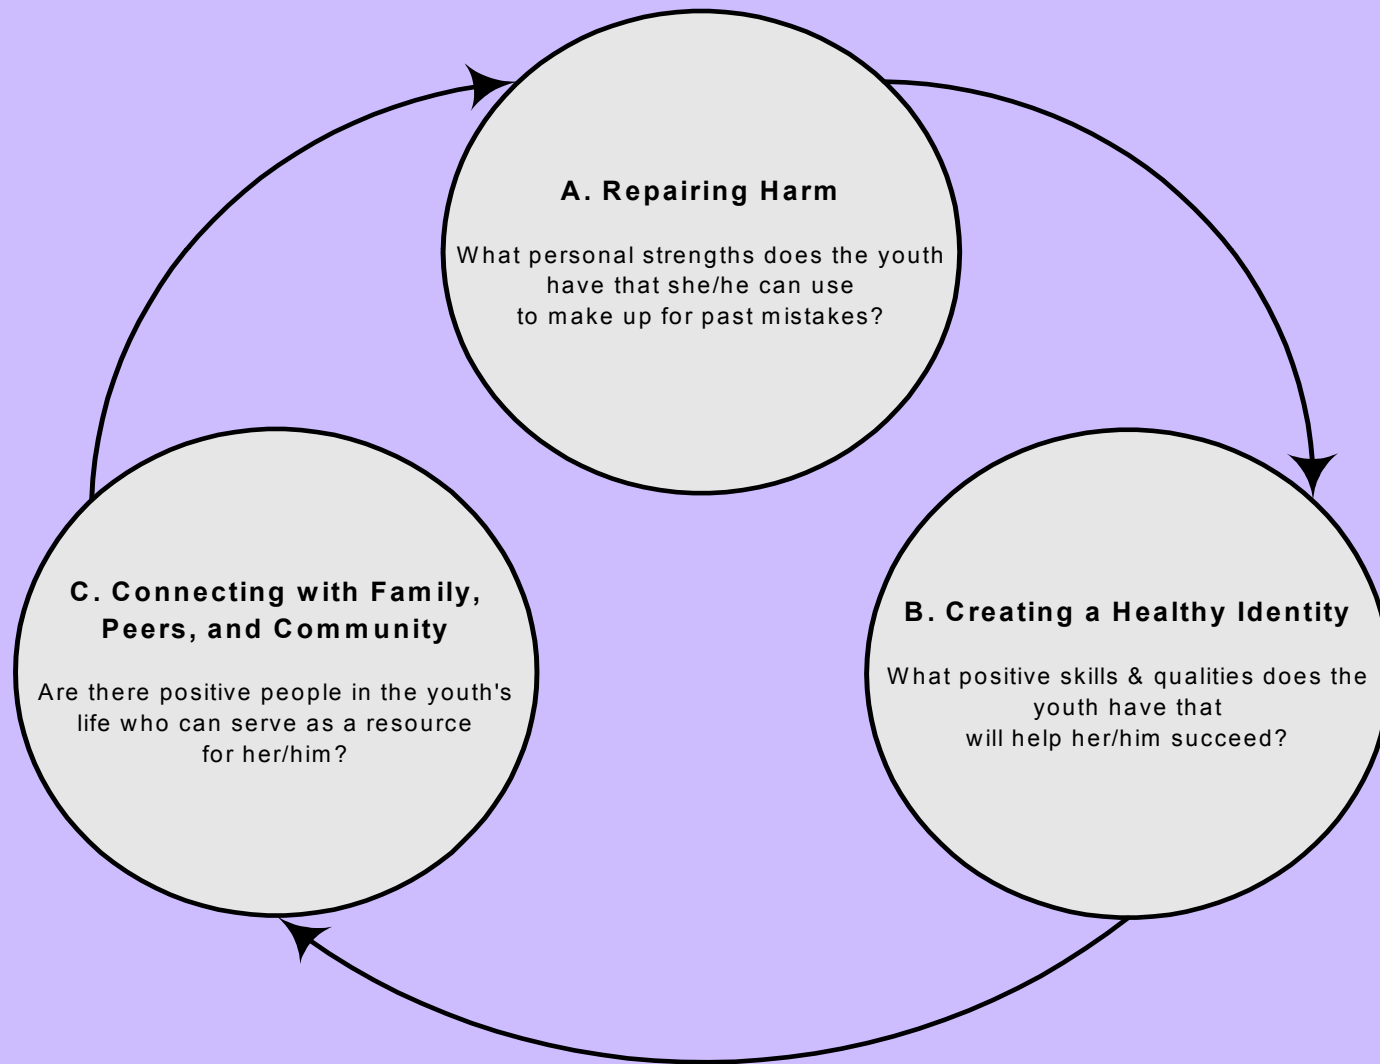 A. Repairing Harm
What personal strengths does the youth
have that she/he can use
to make up for past mistakes?
B. Creating a Healthy Identity
What positive skills & qualities does the
youth have that
will help her/him succeed?
C. Connecting with Family,
Peers, and Community
Are there positive people in the youth's
life who can serve as a resource
for her/him?